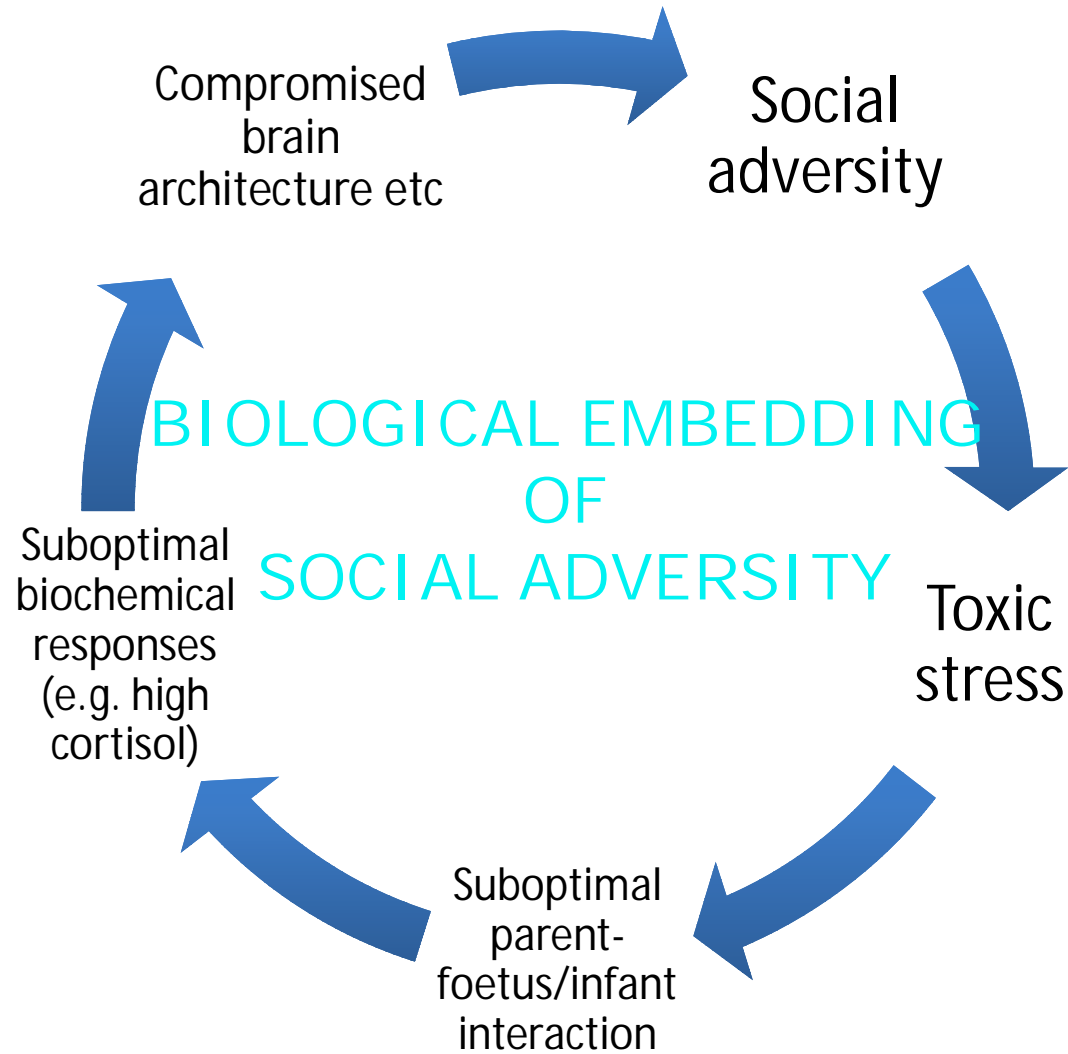 Compromised
brain
architecture etc
Social
adversity
BIOLOGICAL EMBEDDING
OF
SOCIAL ADVERSITY
Toxic
stress
Suboptimal
parent-
foetus/infant
interaction
Suboptimal
biochemical
responses
(e.g. high
cortisol)